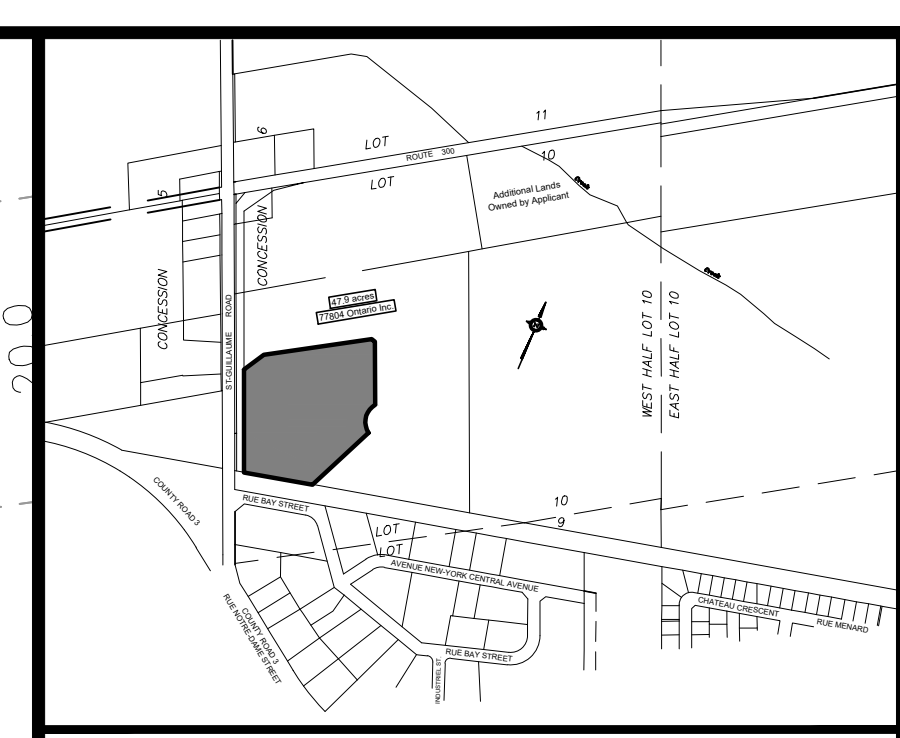 11
6
LOT
ROUTE 300
10
LOT
Creek
Additional Lands
Owned by Applicant
5
CONCESSION
CONCESSION
Creek
47.9 acres
77804 Ontario Inc.
200
ST-GUILLAUME ROAD
WEST HALF LOT 10
EAST HALF LOT 10
COUNTY ROAD 3
RUE BAY STREET
10
9
LOT
LOT
AVENUE NEW-YORK CENTRAL AVENUE
CHATEAU CRESCENT
RUE MENARD
COUNTY ROAD 3
RUE NOTRE-DAME STREET
RUE BAY STREET
INDUSTRIEL ST.